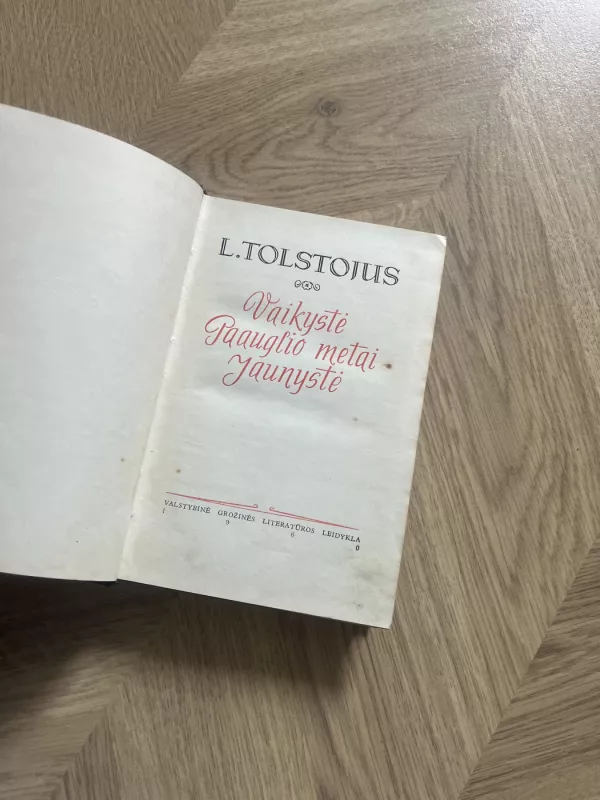 L.TOLSTOJUS
Vaikystė
Paauglio metai
Jaunystė
VALSTYBINĖ GROŽINĖS LITERATŪROS LEIDYKLA
1 9 6 0